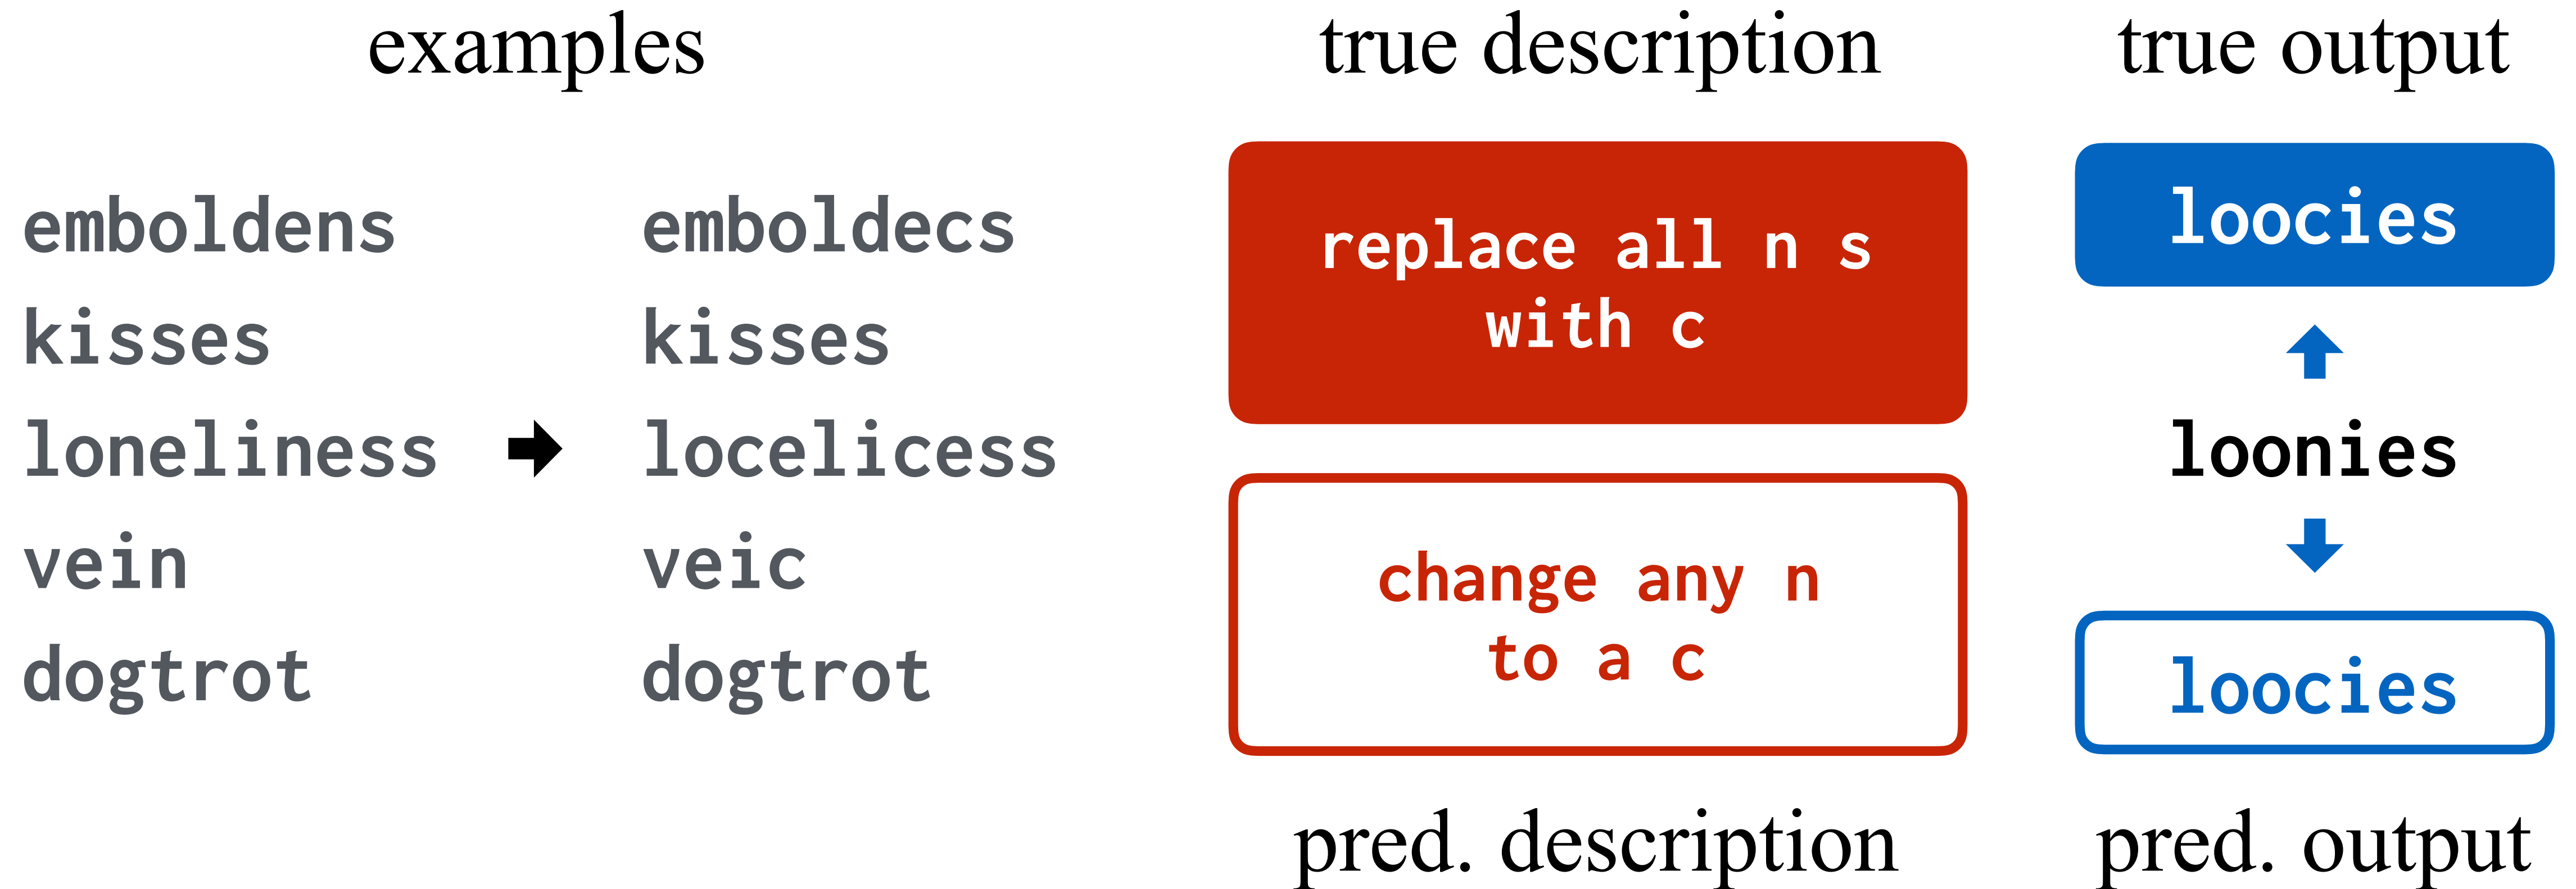 examples
true description
true output
emboldens emboldecs
kisses kisses
loneliness locelicess
vein veic
dogtrot dogtrot
replace all n s
with c
change any n
to a c
loocies
loonies
loocies
pred. description
pred. output